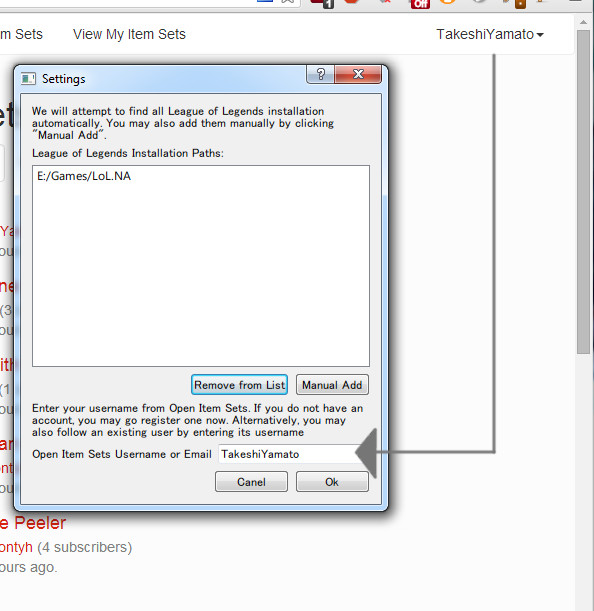 1
Off
m Sets View My Item Sets TakeshiYamato
Settings
We will attempt to find all League of Legends installation
automatically. You may also add them manually by clicking
"Manual Add".
League of Legends Installation Paths:
E:/Games/LoL.NA
Remove from List Manual Add
Enter your username from Open Item Sets. If you do not have an
account, you may go register one now. Alternatively, you may
also follow an existing user by entering its username
Open Item Sets Username or Email TakeshiYamato
Canel Ok
e Peeler
ontyh (4 subscribers)
ours ago.